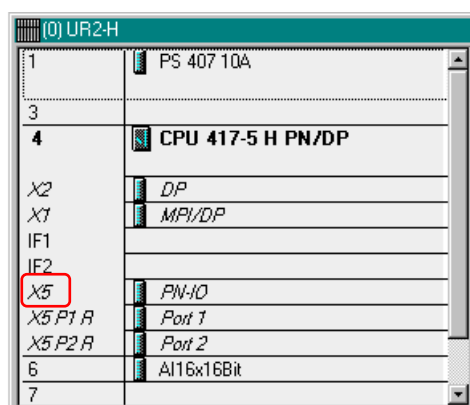 (0) UR2-H
1 PS 407 10A
3
4 CPU 417-5 H PN/DP
X2 DP
X1 MPI/DP
IF1
IF2
X5 PN-IO
X5 P1 R Port 1
X5 P2 R Port 2
6 AI16x16Bit
7